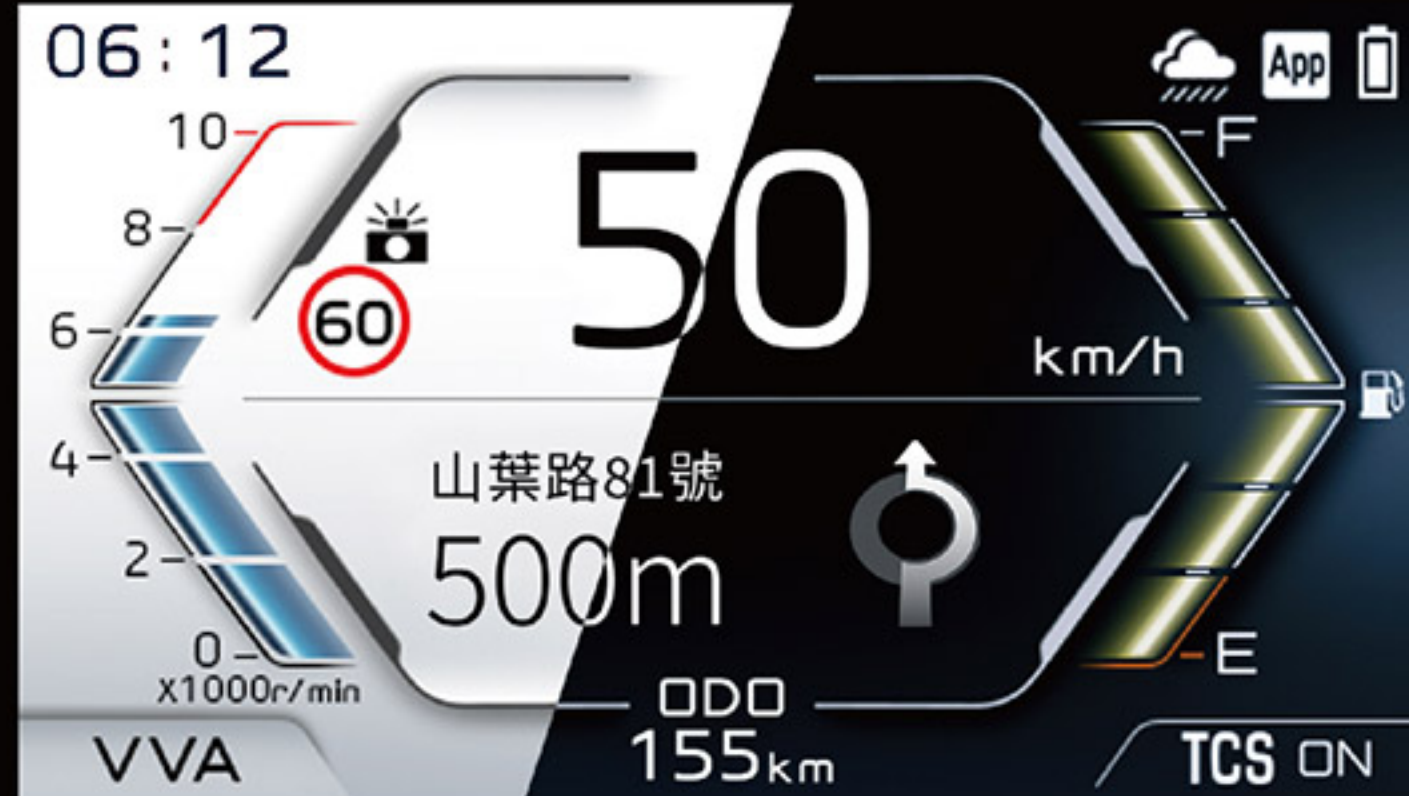 06:12
App
10
8
6
4
2
0
X1000r/min
60
50
km/h
F
E
山葉路81號
500m
ODO
155km
VVA
TCS ON